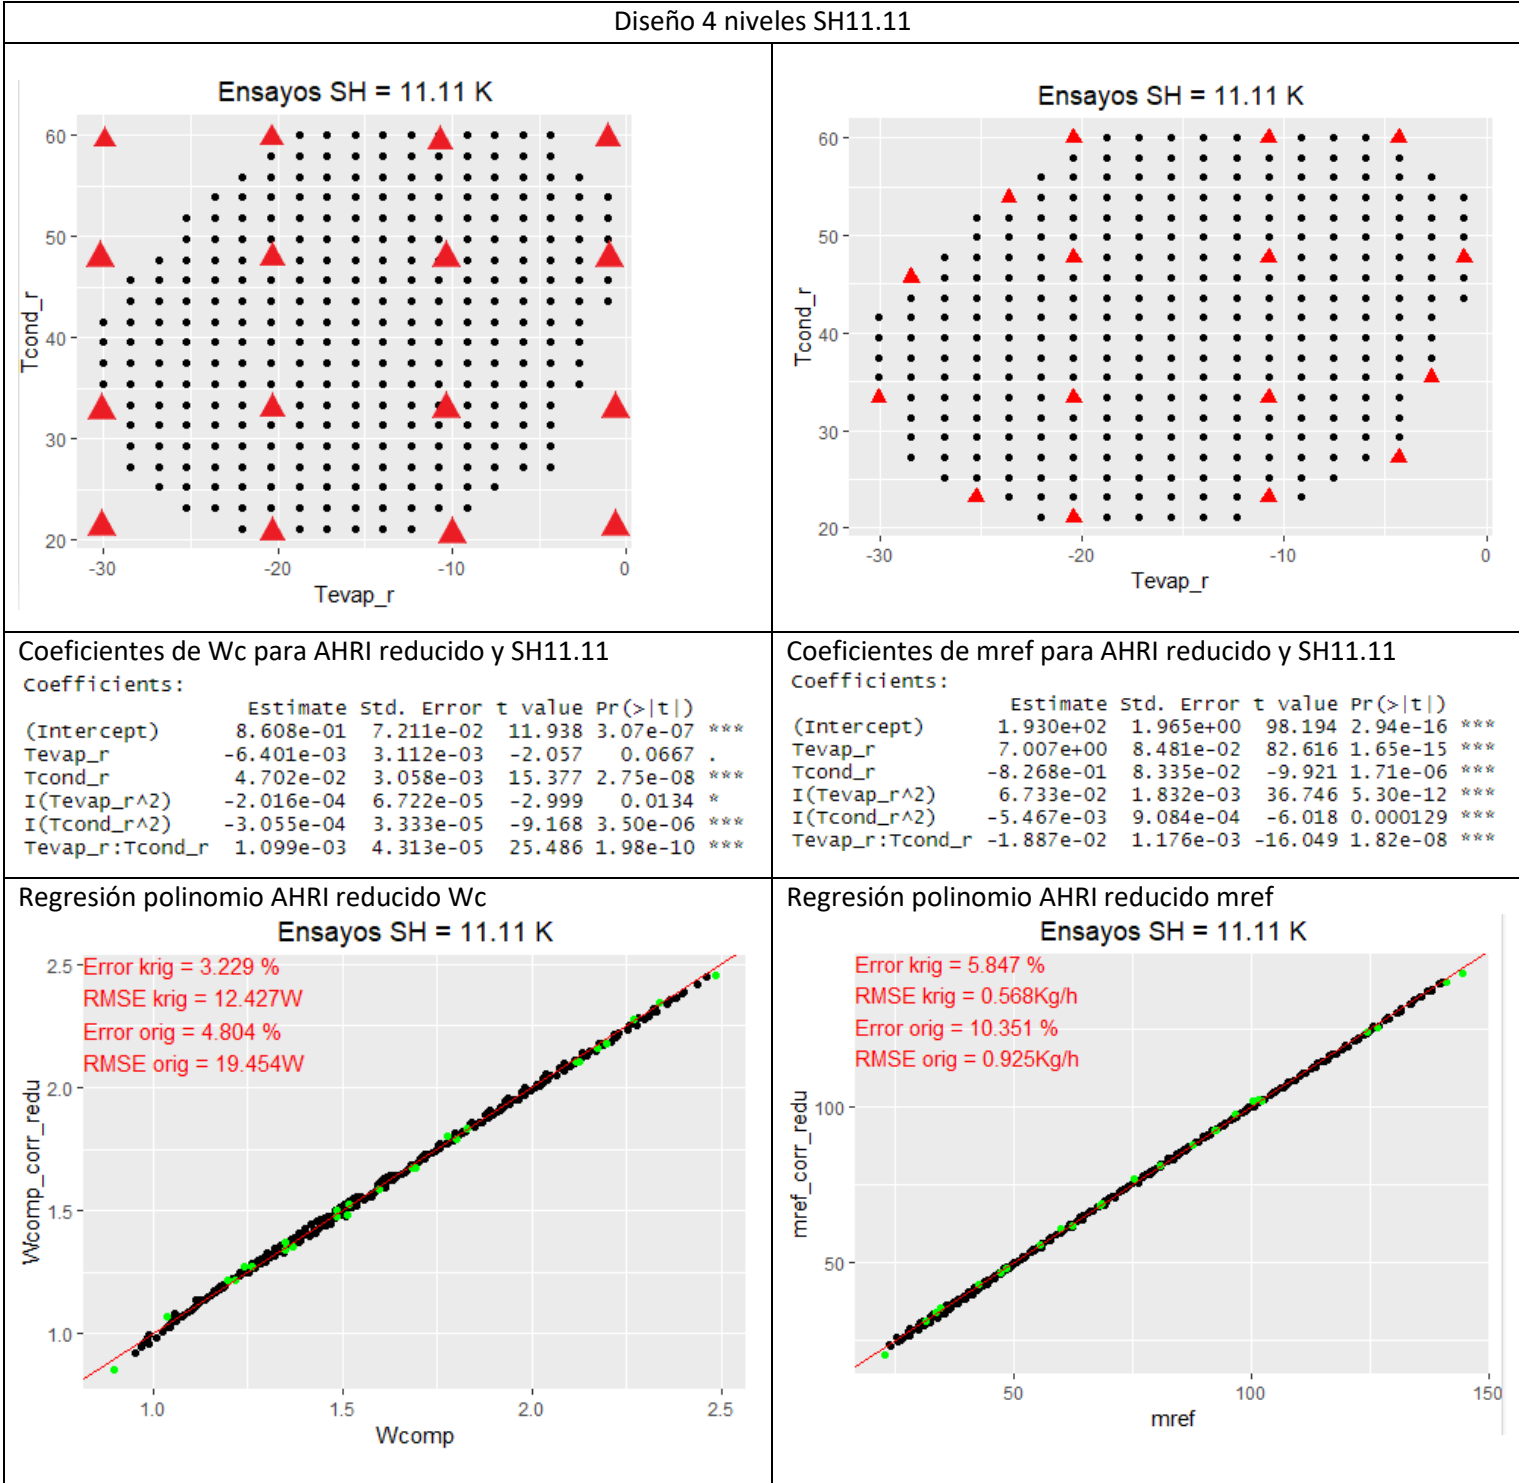 Diseño 4 niveles SH11.11
Ensayos SH = 11.11 K
60
50
40
30
20
Tcond_r
-30
-20
-10
0
Tevap_r
Ensayos SH = 11.11 K
60
50
40
30
20
Tcond_r
-30
-20
-10
0
Tevap_r
Coeficientes de Wc para AHRI reducido y SH11.11
Coefficients:
Estimate Std. Error t value Pr(>|t|)
(Intercept) 8.608e-01 7.211e-02 11.938 3.07e-07 ***
Tevap_r -6.401e-03 3.112e-03 -2.057 0.0667 .
Tcond_r 4.702e-02 3.058e-03 15.377 2.75e-08 ***
I(Tevap_r^2) -2.016e-04 6.722e-05 -2.999 0.0134 *
I(Tcond_r^2) -3.055e-04 3.333e-05 -9.168 3.50e-06 ***
Tevap_r:Tcond_r 1.099e-03 4.313e-05 25.486 1.98e-10 ***
Coeficientes de mref para AHRI reducido y SH11.11
Coefficients:
Estimate Std. Error t value Pr(>|t|)
(Intercept) 1.930e+02 1.965e+00 98.194 2.94e-16 ***
Tevap_r 7.007e+00 8.481e-02 82.616 1.65e-15 ***
Tcond_r -8.268e-01 8.335e-02 -9.921 1.71e-06 ***
I(Tevap_r^2) 6.733e-02 1.832e-03 36.746 5.30e-12 ***
I(Tcond_r^2) -5.467e-03 9.084e-04 -6.018 0.000129 ***
Tevap_r:Tcond_r -1.887e-02 1.176e-03 -16.049 1.82e-08 ***
Regresión polinomio AHRI reducido Wc
Ensayos SH = 11.11 K
Error krig = 3.229 %
RMSE krig = 12.427W
Error orig = 4.804 %
RMSE orig = 19.454W
2.5
2.0
1.5
1.0
Wcomp_corr_redu
1.0
1.5
2.0
2.5
Wcomp
Regresión polinomio AHRI reducido mref
Ensayos SH = 11.11 K
Error krig = 5.847 %
RMSE krig = 0.568Kg/h
Error orig = 10.351 %
RMSE orig = 0.925Kg/h
100
50
mref_corr_redu
50
100
150
mref